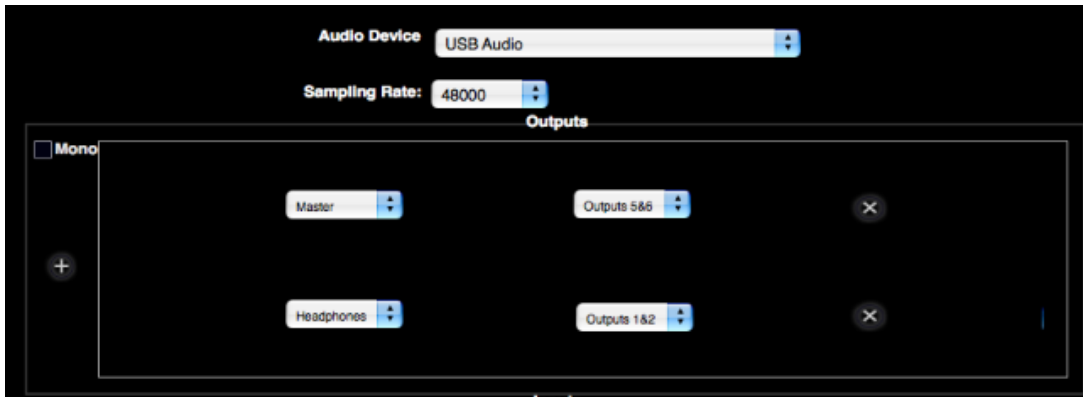 Audio Device USB Audio
Sampling Rate: 48000
Outputs
Mono
Master Outputs 5&6
Headphones Outputs 1&2